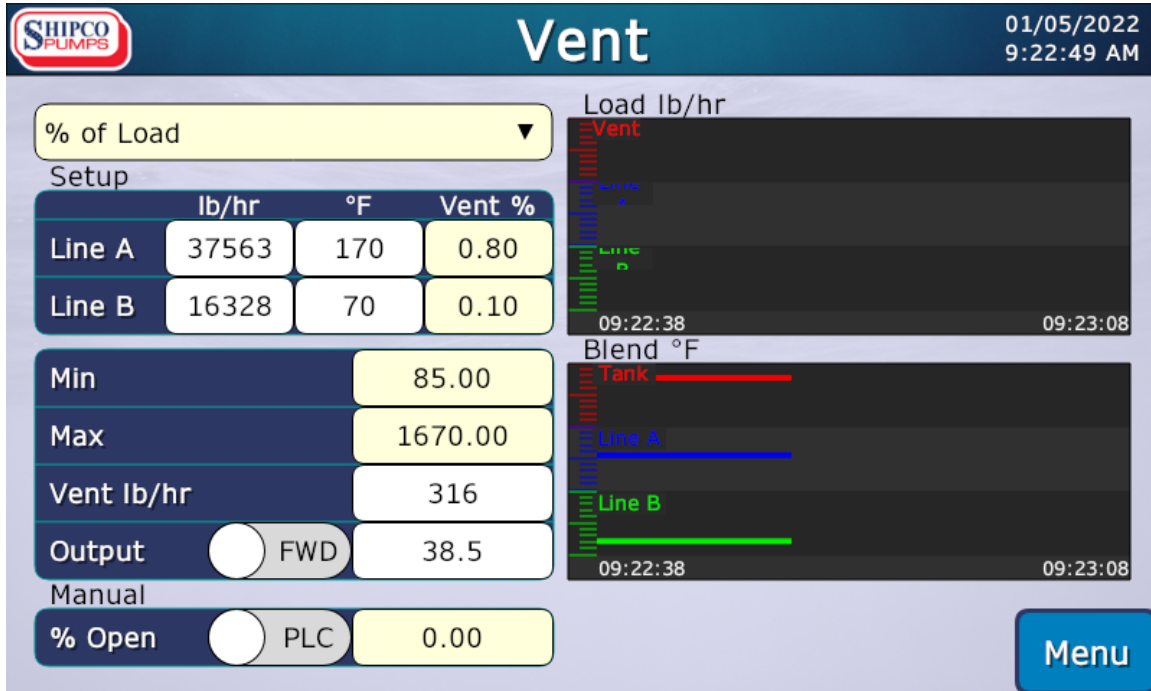 SHIPCO
PUMPS
Vent
01/05/2022
9:22:49 AM
% of Load ▼
Setup
lb/hr °F Vent %
Line A 37563 170 0.80
Line B 16328 70 0.10
Min 85.00
Max 1670.00
Vent lb/hr 316
Output FWD 38.5
Manual
% Open PLC 0.00
Load lb/hr
Vent
09:22:38 09:23:08
Blend °F
Tank
Line A
Line B
09:22:38 09:23:08
Menu